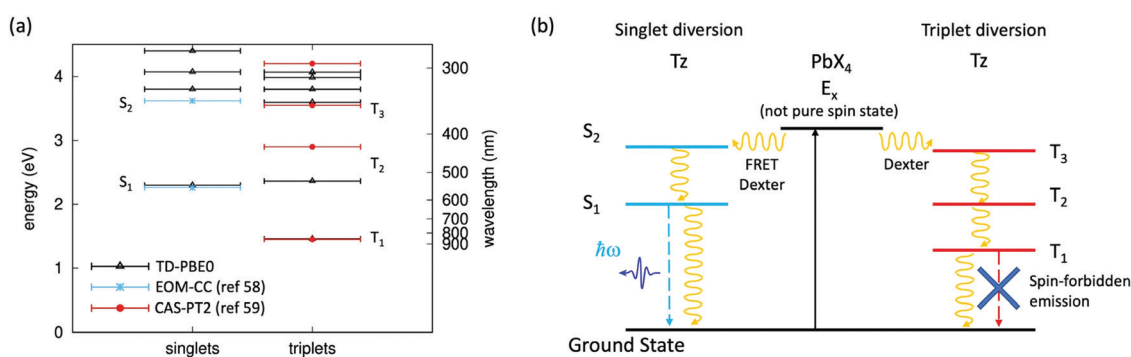 (a)
energy (eV)
4
3
2
1
0
S₂
S₁
T₃
T₂
T₁
300
400
500
600
700
800
900
wavelength (nm)
TD-PBE0
EOM-CC (ref 58)
CAS-PT2 (ref 59)
singlets
triplets
(b)
Singlet diversion
Tz
PbX₄
Eₓ
(not pure spin state)
Triplet diversion
Tz
S₂
FRET
Dexter
Dexter
T₃
S₁
T₂
ħω
T₁
Spin-forbidden
emission
Ground State